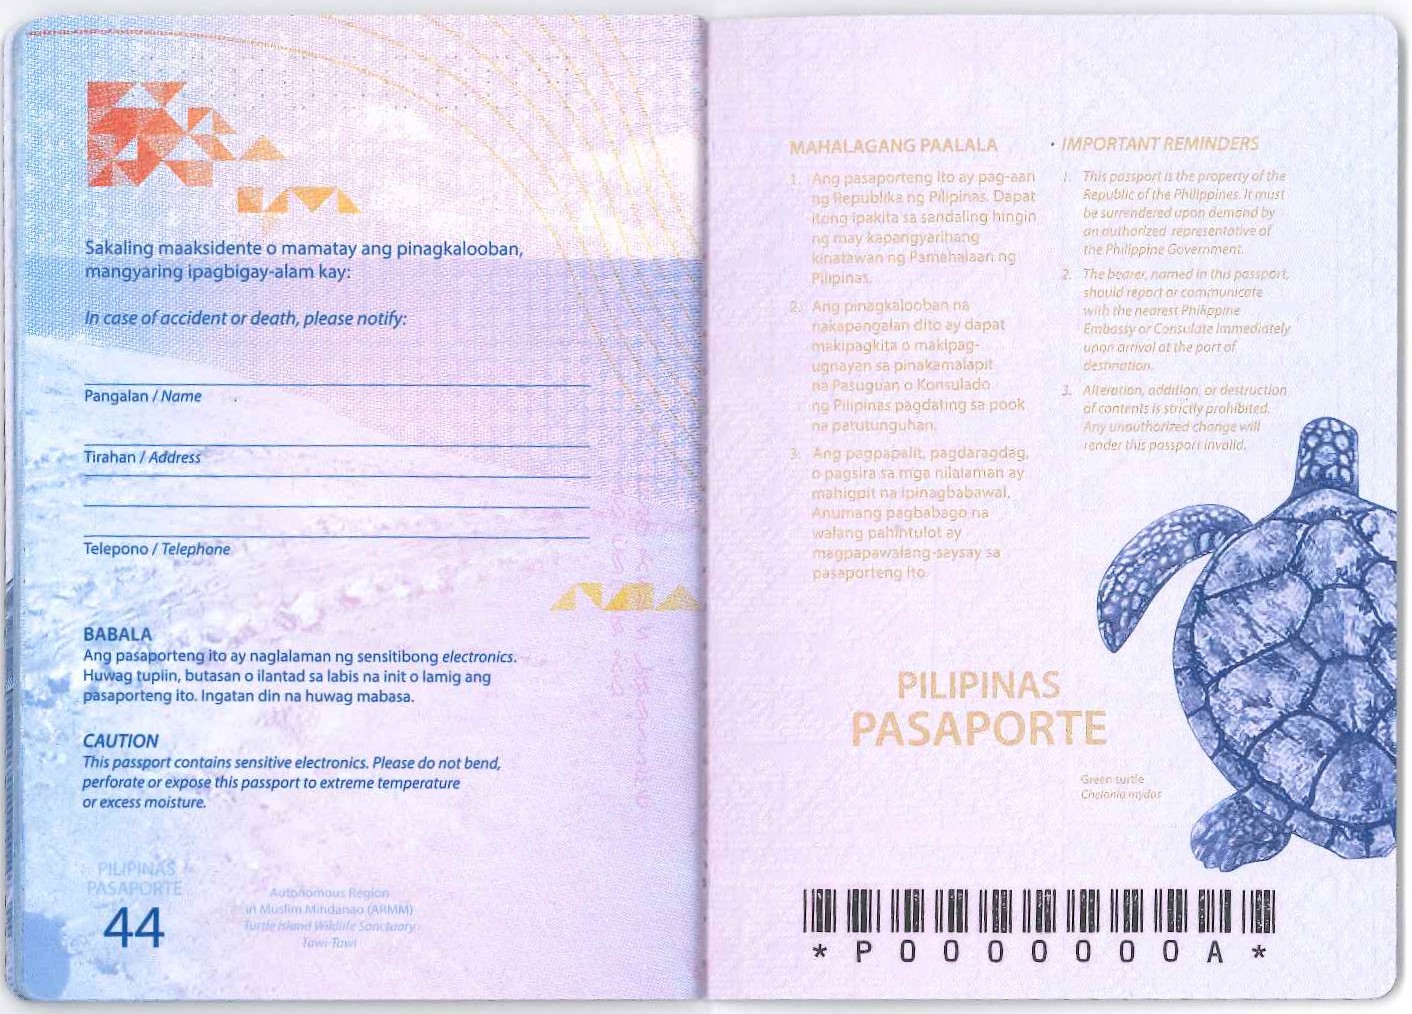 Sakaling maaksidente o mamatay ang pinagkalooban,
mangyaring ipagbigay-alam kay:
In case of accident or death, please notify:
Pangalan / Name
Tirahan / Address
Telepono / Telephone
BABALA
Ang pasaporteng ito ay naglalaman ng sensitibong electronics.
Huwag tupiin, butasan o ilantad sa labis na init o lamig ang
pasaporteng ito. Ingatan din na huwag mabasa.
CAUTION
This passport contains sensitive electronics. Please do not bend,
perforate or expose this passport to extreme temperature
or excess moisture.
PILIPINAS
PASAPORTE
44
Autonomous Region
in Muslim Mindanao (ARMM)
Turtle Island Wildlife Sanctuary
Tawi-Tawi
MAHALAGANG PAALALA
1. Ang pasaporteng ito ay pag-aari
ng Republika ng Pilipinas. Dapat
itong ipakita sa sandaling hingin
ng may kapangyarihang
kinatawan ng Pamahalaan ng
Pilipinas.
2. Ang pinagkalooban na
nakapangalan dito ay dapat
makipagkita o makipag-
ugnayan sa pinakamalapit
na Pasuguan o Konsulado
ng Pilipinas pagdating sa pook
na patutunguhan.
3. Ang pagpapalit, pagdaragdag,
o pagsira sa mga nilalaman ay
mahigpit na ipinagbabawal.
Anumang pagbabago na
walang pahintulot ay
magpapawalang-saysay sa
pasaporteng ito.
IMPORTANT REMINDERS
1. This passport is the property of the
Republic of the Philippines. It must
be surrendered upon demand by
an authorized representative of
the Philippine Government.
2. The bearer, named in this passport,
should report or communicate
with the nearest Philippine
Embassy or Consulate immediately
upon arrival at the port of
destination.
3. Alteration, addition, or destruction
of contents is strictly prohibited.
Any unauthorized change will
render this passport invalid.
PILIPINAS
PASAPORTE
Green turtle
Chelonia mydas
* P 0 0 0 0 0 0 0 A *